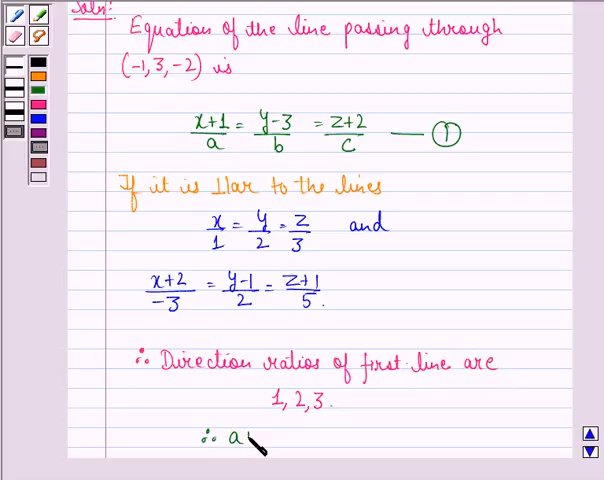 Soln:
Equation of the line passing through
(-1, 3, -2) is
x+1/a = y-3/b = z+2/c —— ①
If it is ⊥lar to the lines
x/1 = y/2 = z/3 and
x+2/-3 = y-1/2 = z+1/5.
∴ Direction ratios of first line are
1, 2, 3.
∴ a